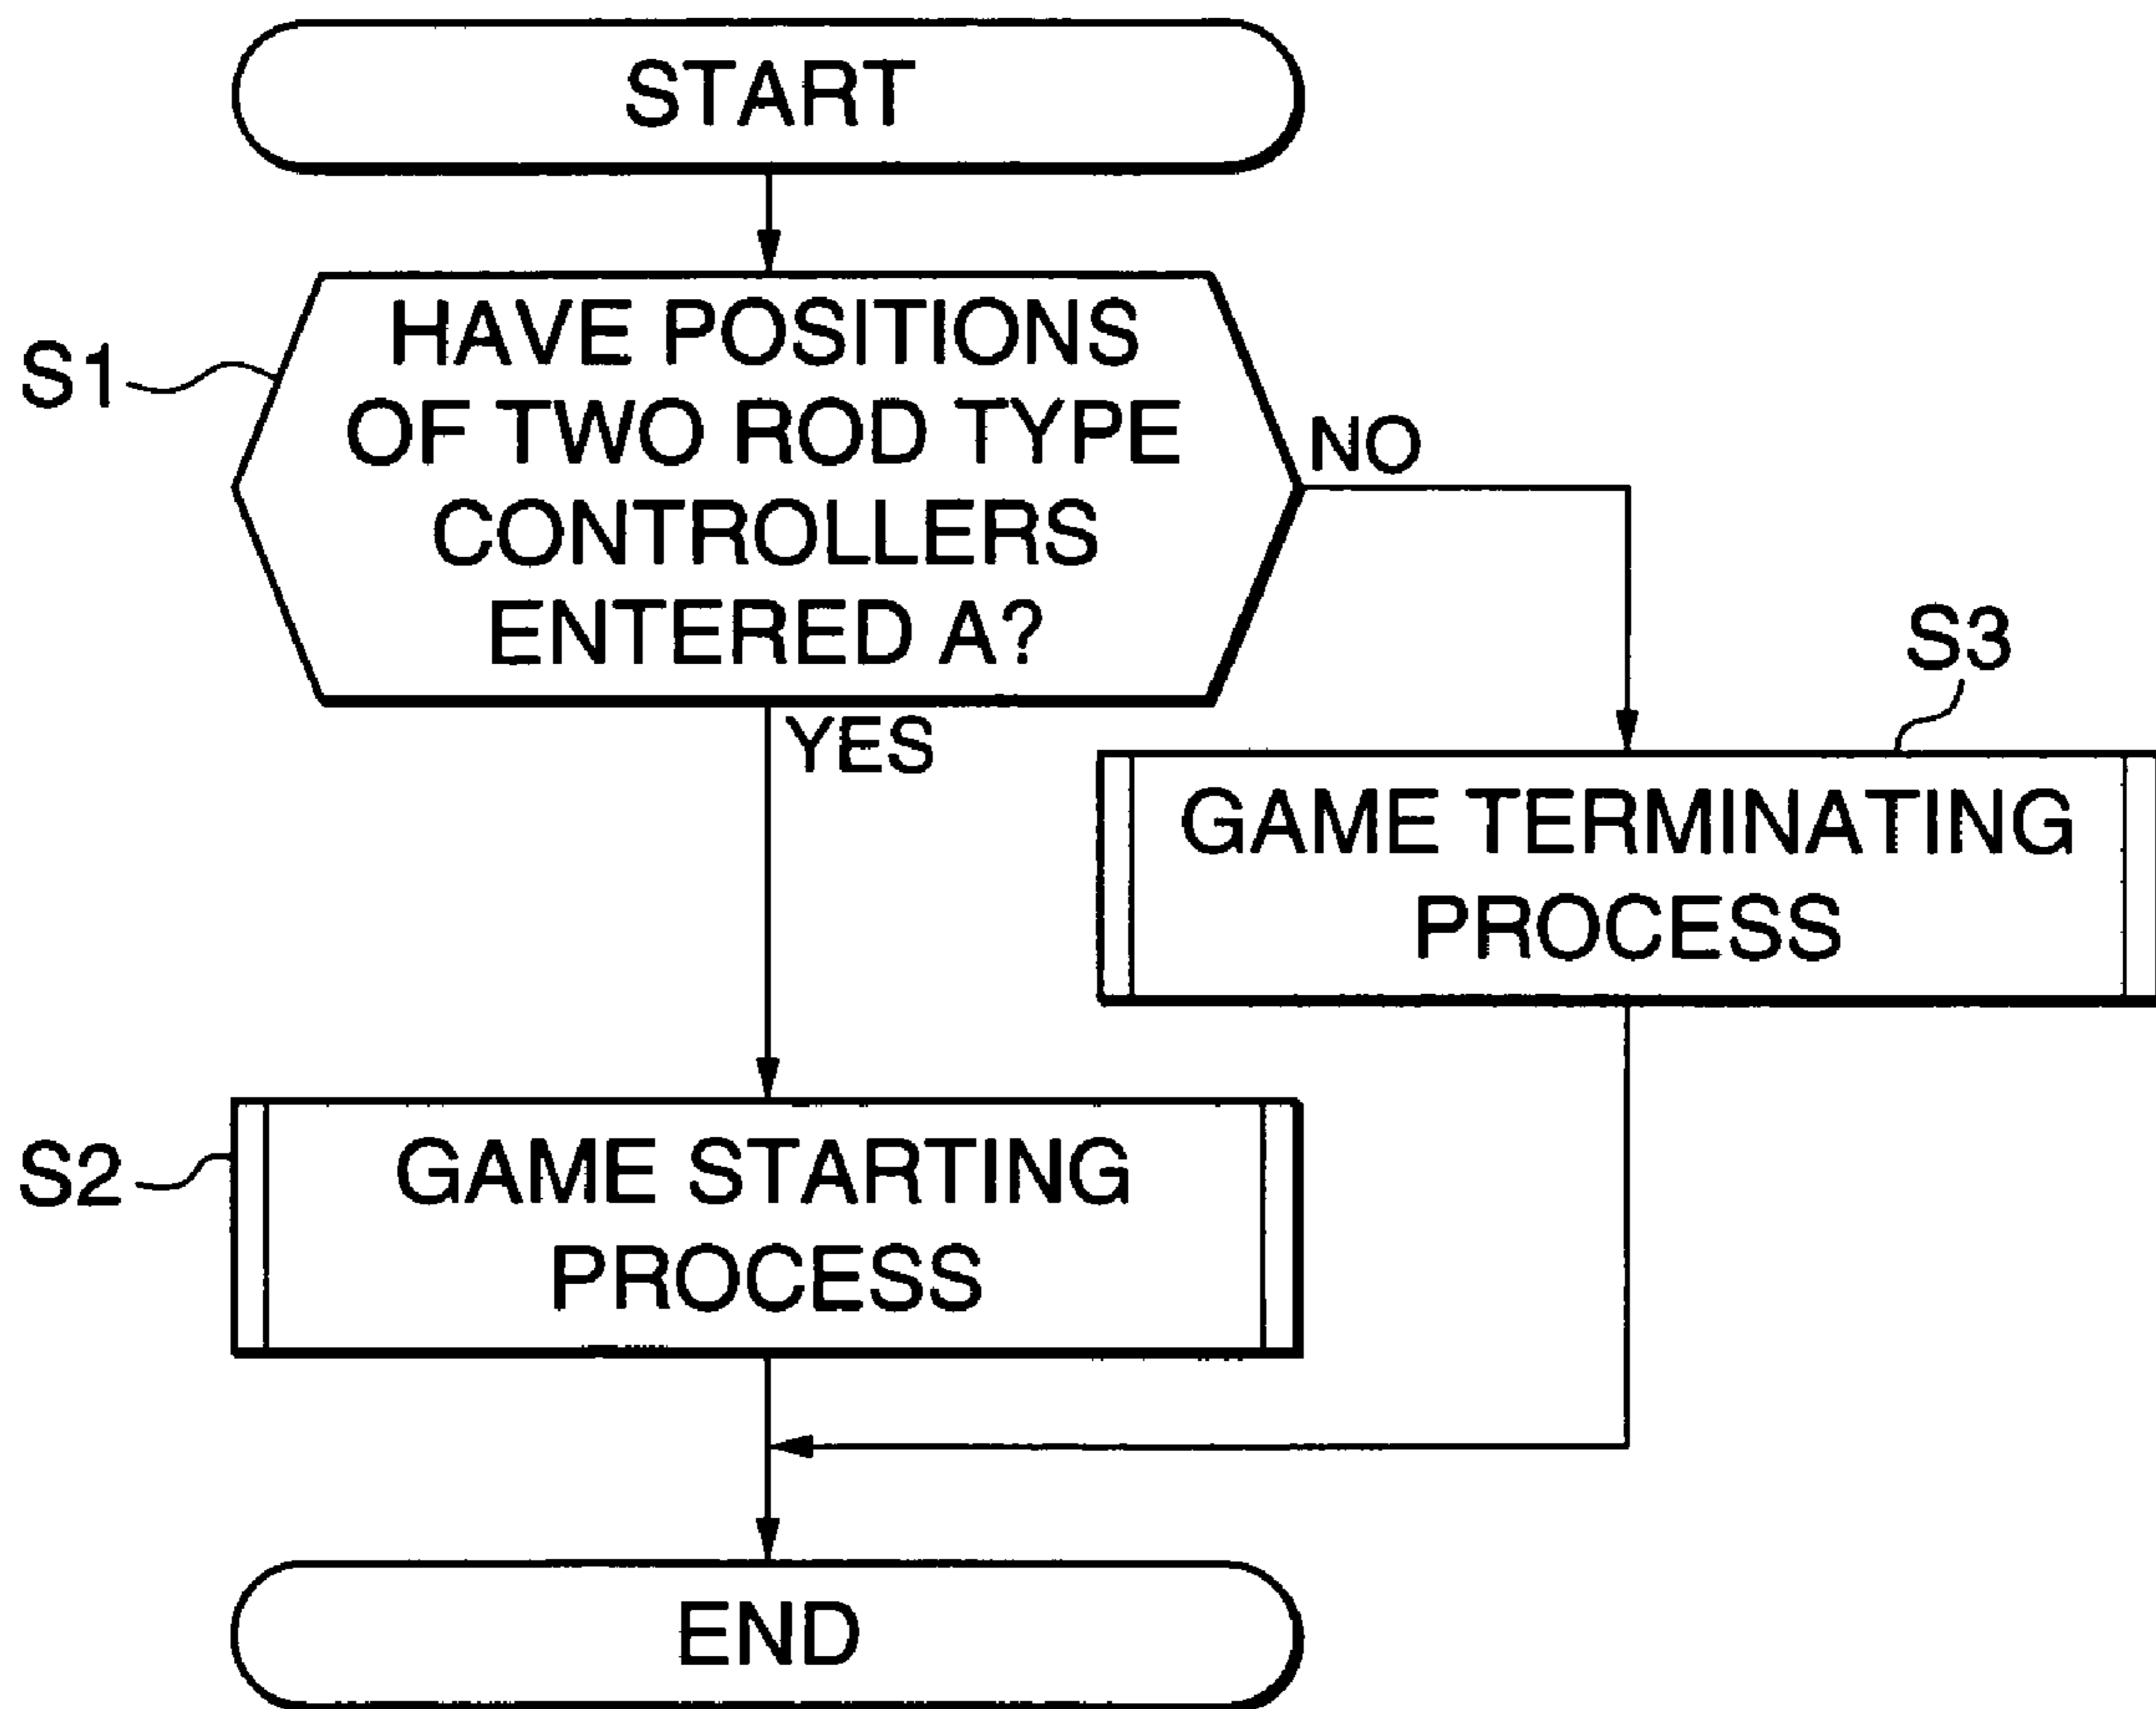 START
S1
HAVE POSITIONS
OF TWO ROD TYPE
CONTROLLERS
ENTERED A?
NO
YES
S3
GAME TERMINATING
PROCESS
S2
GAME STARTING
PROCESS
END